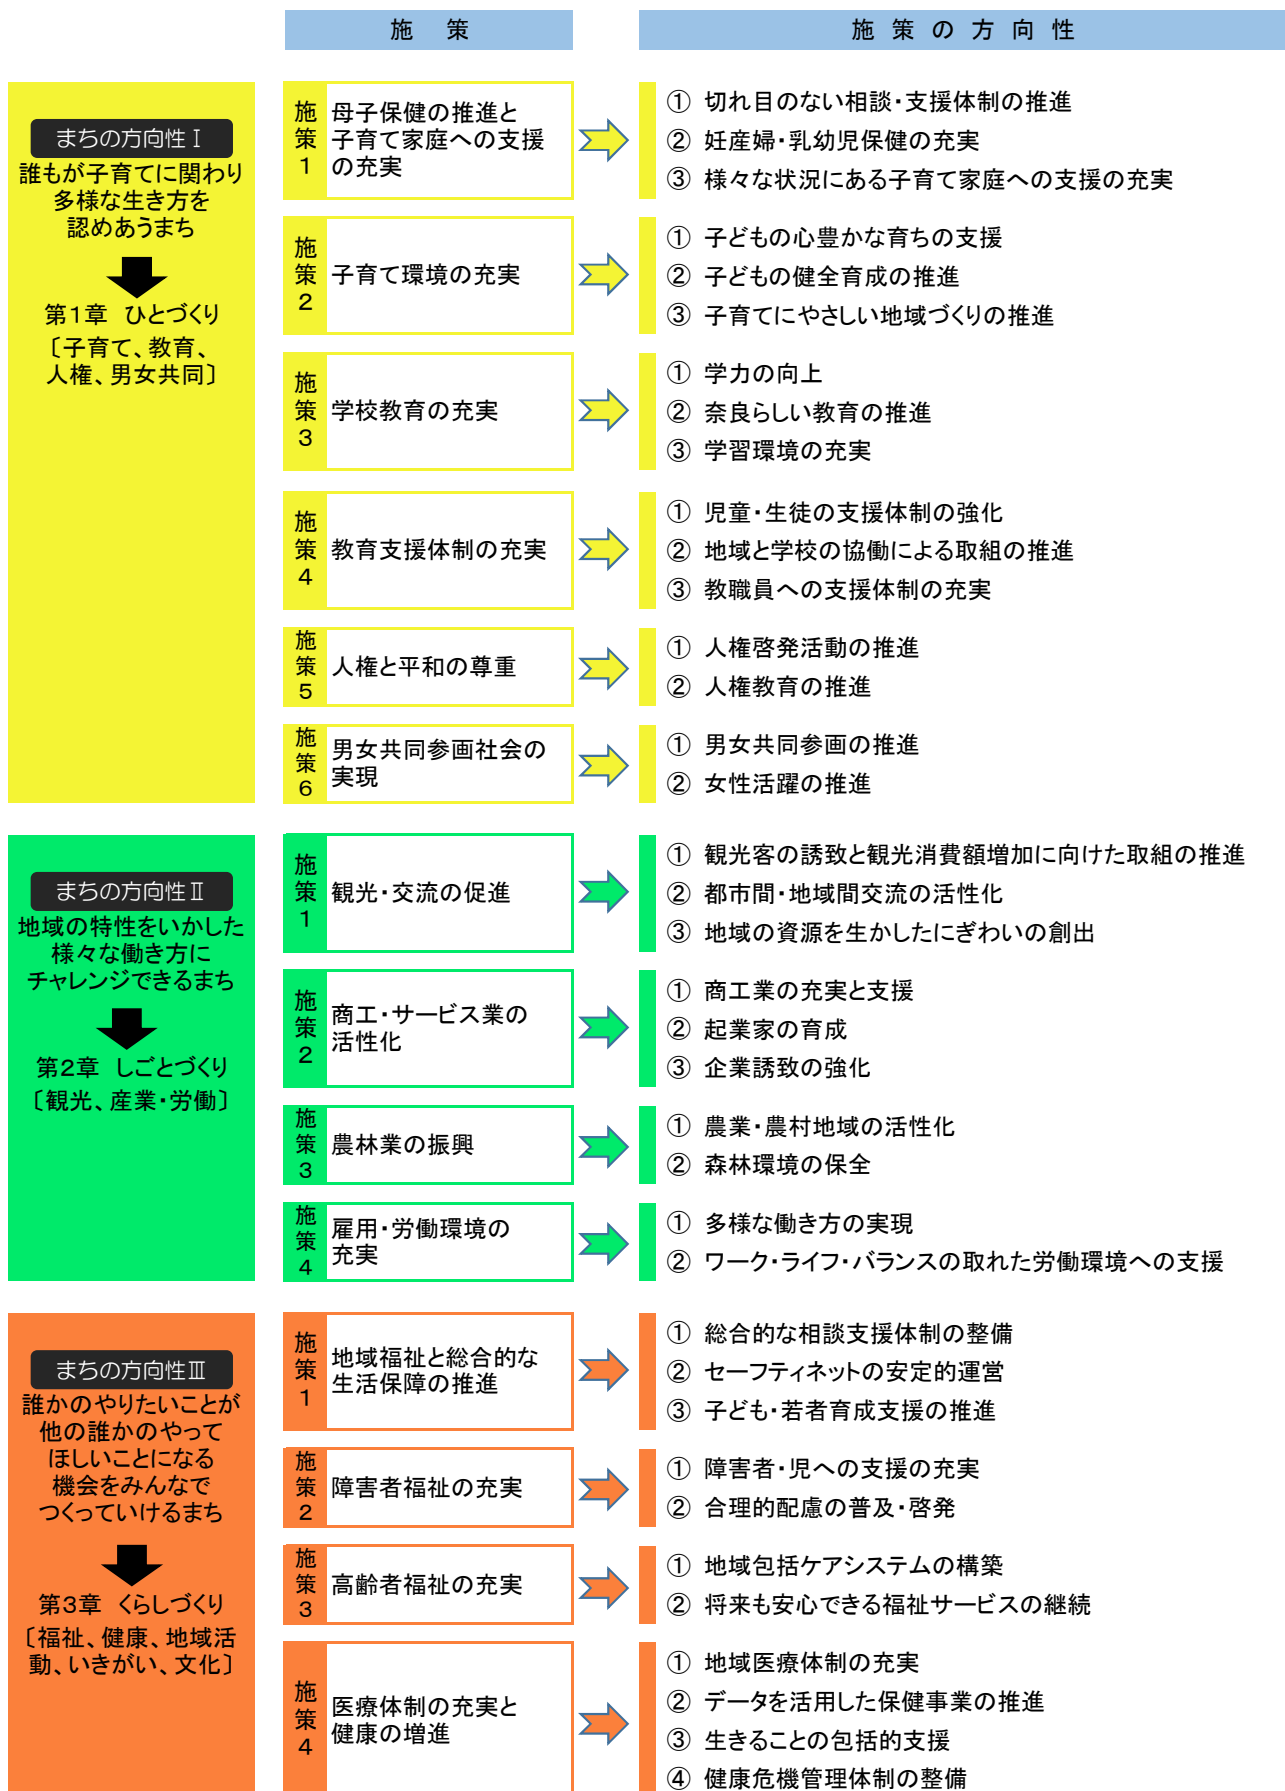 施　策
施 策 の 方 向 性
まちの方向性Ⅰ
誰もが子育てに関わり
多様な生き方を
認めあうまち
第1章　ひとづくり
〔子育て、教育、
人権、男女共同〕
施策1
母子保健の推進と
子育て家庭への支援
の充実
① 切れ目のない相談・支援体制の推進
② 妊産婦・乳幼児保健の充実
③ 様々な状況にある子育て家庭への支援の充実
施策2
子育て環境の充実
① 子どもの心豊かな育ちの支援
② 子どもの健全育成の推進
③ 子育てにやさしい地域づくりの推進
施策3
学校教育の充実
① 学力の向上
② 奈良らしい教育の推進
③ 学習環境の充実
施策4
教育支援体制の充実
① 児童・生徒の支援体制の強化
② 地域と学校の協働による取組の推進
③ 教職員への支援体制の充実
施策5
人権と平和の尊重
① 人権啓発活動の推進
② 人権教育の推進
施策6
男女共同参画社会の
実現
① 男女共同参画の推進
② 女性活躍の推進
まちの方向性Ⅱ
地域の特性をいかした
様々な働き方に
チャレンジできるまち
第2章　しごとづくり
〔観光、産業・労働〕
施策1
観光・交流の促進
① 観光客の誘致と観光消費額増加に向けた取組の推進
② 都市間・地域間交流の活性化
③ 地域の資源を生かしたにぎわいの創出
施策2
商工・サービス業の
活性化
① 商工業の充実と支援
② 起業家の育成
③ 企業誘致の強化
施策3
農林業の振興
① 農業・農村地域の活性化
② 森林環境の保全
施策4
雇用・労働環境の
充実
① 多様な働き方の実現
② ワーク・ライフ・バランスの取れた労働環境への支援
まちの方向性Ⅲ
誰かのやりたいことが
他の誰かのやって
ほしいことになる
機会をみんなで
つくっていけるまち
第3章　くらしづくり
〔福祉、健康、地域活
動、いきがい、文化〕
施策1
地域福祉と総合的な
生活保障の推進
① 総合的な相談支援体制の整備
② セーフティネットの安定的運営
③ 子ども・若者育成支援の推進
施策2
障害者福祉の充実
① 障害者・児への支援の充実
② 合理的配慮の普及・啓発
施策3
高齢者福祉の充実
① 地域包括ケアシステムの構築
② 将来も安心できる福祉サービスの継続
施策4
医療体制の充実と
健康の増進
① 地域医療体制の充実
② データを活用した保健事業の推進
③ 生きることの包括的支援
④ 健康危機管理体制の整備